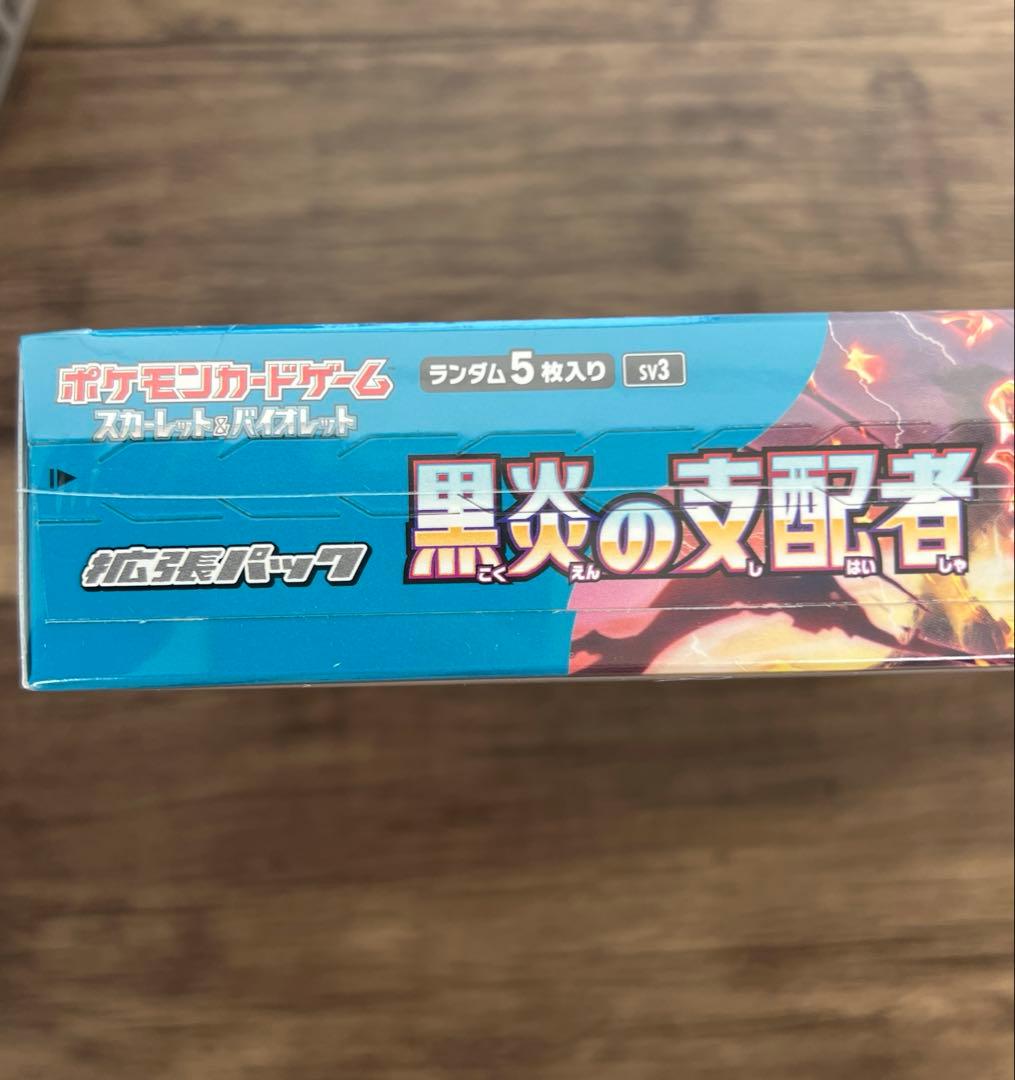 ポケモンカードゲーム
スカーレット&バイオレット
ランダム5枚入り SV3
拡張パック
黒炎の支配者
こくえん しはいしゃ